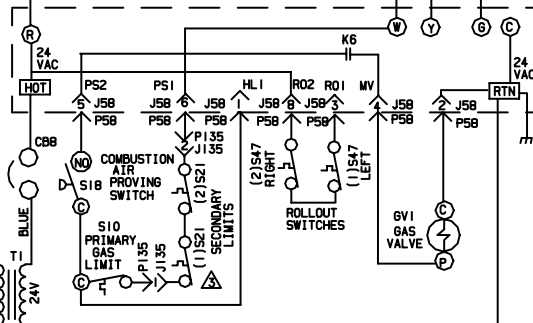 R
W
Y
G
C
K6
24
VAC
24
VAC
HOT
PS2
PS1
HL1
RO2
RO1
MV
RTN
5 J58
6 J58
1 J58
8 J58
3
4 J58
2 J58
P58
P58
P58
P58
P58
P58
CB8
P135
2
J135
NO
COMBUSTION
AIR
PROVING
SWITCH
S18
C
(2)S21
(1)S21
SECONDARY
LIMITS
(2)S47
RIGHT
(1)S47
LEFT
ROLLOUT
SWITCHES
BLUE
S10
PRIMARY
GAS
LIMIT
P135
1
J135
3
C
GV1
GAS
VALVE
C
P
T1
24V